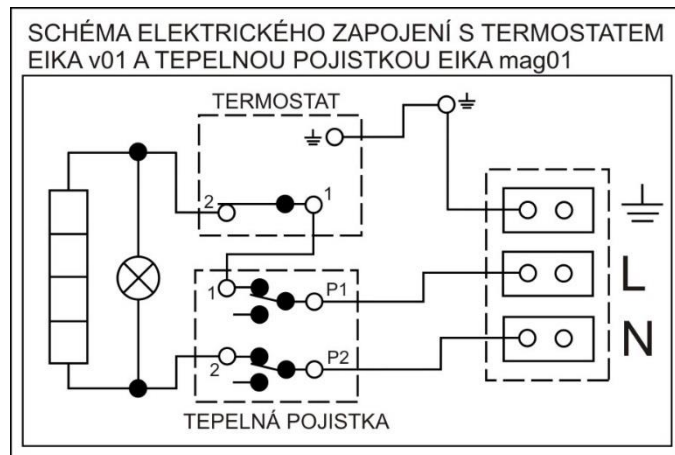 SCHÉMA ELEKTRICKÉHO ZAPOJENÍ S TERMOSTATEM
EIKA v01 A TEPELNOU POJISTKOU EIKA mag01
TERMOSTAT
2 1
1 P1
L
2 P2
N
TEPELNÁ POJISTKA